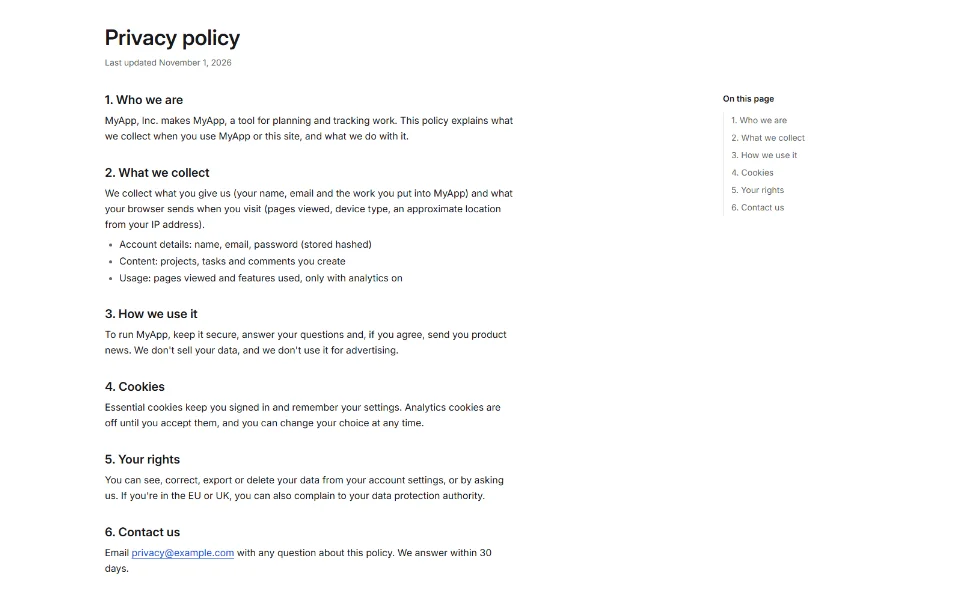 Privacy policy
Last updated November 1, 2026
1. Who we are
MyApp, Inc. makes MyApp, a tool for planning and tracking work. This policy explains what
we collect when you use MyApp or this site, and what we do with it.
2. What we collect
We collect what you give us (your name, email and the work you put into MyApp) and what
your browser sends when you visit (pages viewed, device type, an approximate location
from your IP address).
• Account details: name, email, password (stored hashed)
• Content: projects, tasks and comments you create
• Usage: pages viewed and features used, only with analytics on
3. How we use it
To run MyApp, keep it secure, answer your questions and, if you agree, send you product
news. We don't sell your data, and we don't use it for advertising.
4. Cookies
Essential cookies keep you signed in and remember your settings. Analytics cookies are
off until you accept them, and you can change your choice at any time.
5. Your rights
You can see, correct, export or delete your data from your account settings, or by asking
us. If you're in the EU or UK, you can also complain to your data protection authority.
6. Contact us
Email privacy@example.com with any question about this policy. We answer within 30
days.
On this page
1. Who we are
2. What we collect
3. How we use it
4. Cookies
5. Your rights
6. Contact us